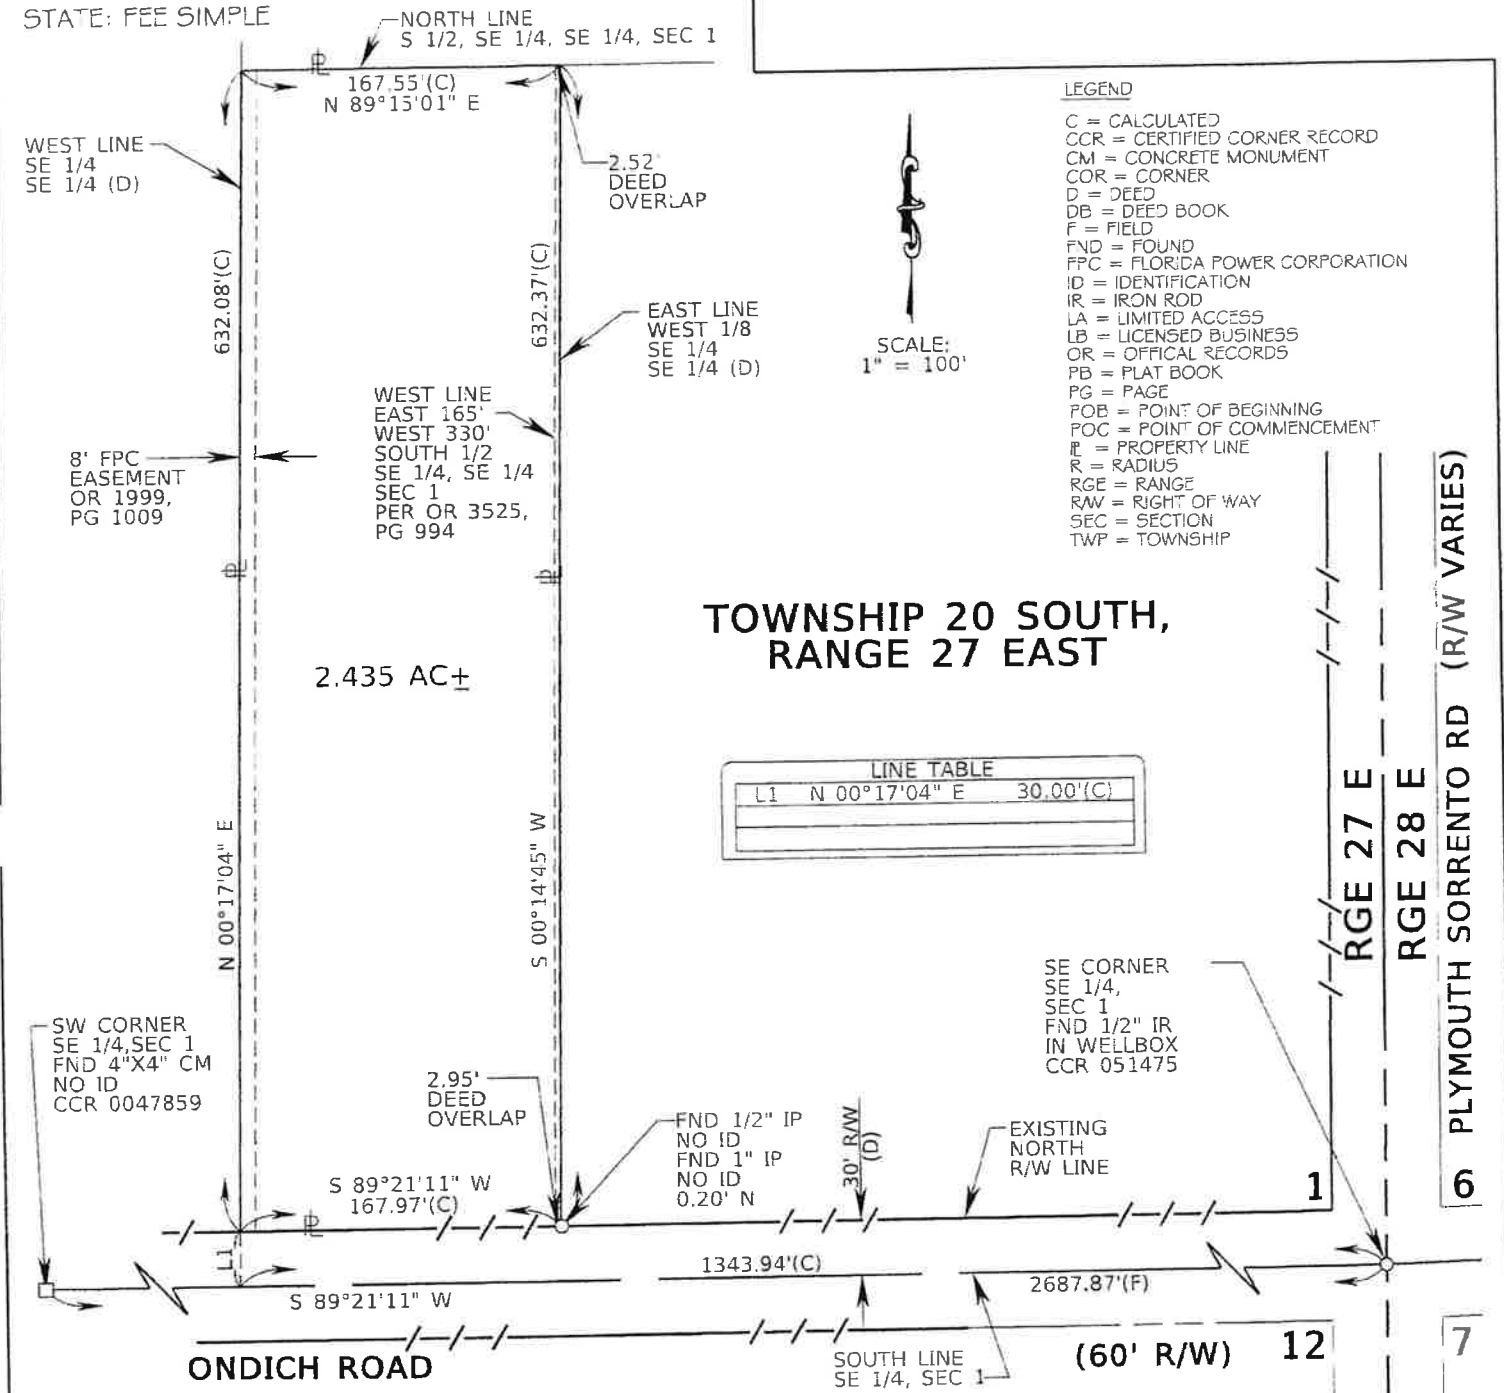 STATE: FEE SIMPLE
NORTH LINE
S 1/2, SE 1/4, SE 1/4, SEC 1
167.55'(C)
N 89°15'01" E
WEST LINE
SE 1/4
SE 1/4 (D)
2.52'
DEED
OVERLAP
632.08'(C)
632.37'(C)
EAST LINE
WEST 1/8
SE 1/4
SE 1/4 (D)
WEST LINE
EAST 165'
WEST 330'
SOUTH 1/2
SE 1/4, SE 1/4
SEC 1
PER OR 3525,
PG 994
8' FPC
EASEMENT
OR 1999,
PG 1009
SCALE:
1" = 100'
LEGEND
C = CALCULATED
CCR = CERTIFIED CORNER RECORD
CM = CONCRETE MONUMENT
COR = CORNER
D = DEED
DB = DEED BOOK
F = FIELD
FND = FOUND
FPC = FLORIDA POWER CORPORATION
ID = IDENTIFICATION
IR = IRON ROD
LA = LIMITED ACCESS
LB = LICENSED BUSINESS
OR = OFFICAL RECORDS
PB = PLAT BOOK
PG = PAGE
POB = POINT OF BEGINNING
POC = POINT OF COMMENCEMENT
PL = PROPERTY LINE
R = RADIUS
RGE = RANGE
R/W = RIGHT OF WAY
SEC = SECTION
TWP = TOWNSHIP
PL
PL
PL
TOWNSHIP 20 SOUTH,
RANGE 27 EAST
2.435 AC±
LINE TABLE
L1 N 00°17'04" E 30.00'(C)
N 00°17'04" E
S 00°14'45" W
RGE 27 E
RGE 28 E
PLYMOUTH SORRENTO RD (R/W VARIES)
SW CORNER
SE 1/4,SEC 1
FND 4"X4" CM
NO ID
CCR 0047859
2.95'
DEED
OVERLAP
SE CORNER
SE 1/4,
SEC 1
FND 1/2" IR
IN WELLBOX
CCR 051475
FND 1/2" IP
NO ID
FND 1" IP
NO ID
0.20' N
30' R/W
(D)
EXISTING
NORTH
R/W LINE
1
6
S 89°21'11" W
167.97'(C)
PL
L1
1343.94'(C)
2687.87'(F)
S 89°21'11" W
ONDICH ROAD
SOUTH LINE
SE 1/4, SEC 1
(60' R/W)
12
7